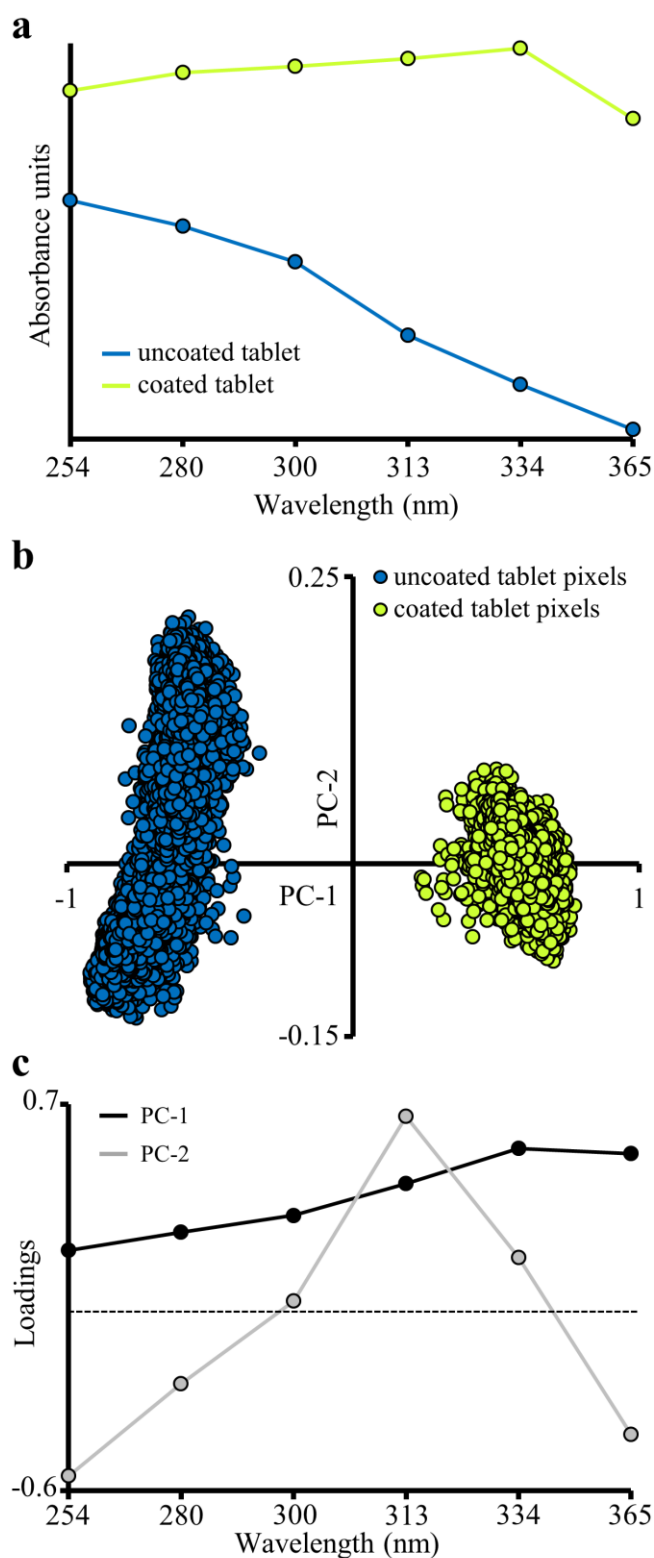 a
Absorbance units
uncoated tablet
coated tablet
254 280 300 313 334 365
Wavelength (nm)
b
0.25
uncoated tablet pixels
coated tablet pixels
PC-2
-1 PC-1 1
-0.15
c
0.7
PC-1
PC-2
Loadings
-0.6
254 280 300 313 334 365
Wavelength (nm)